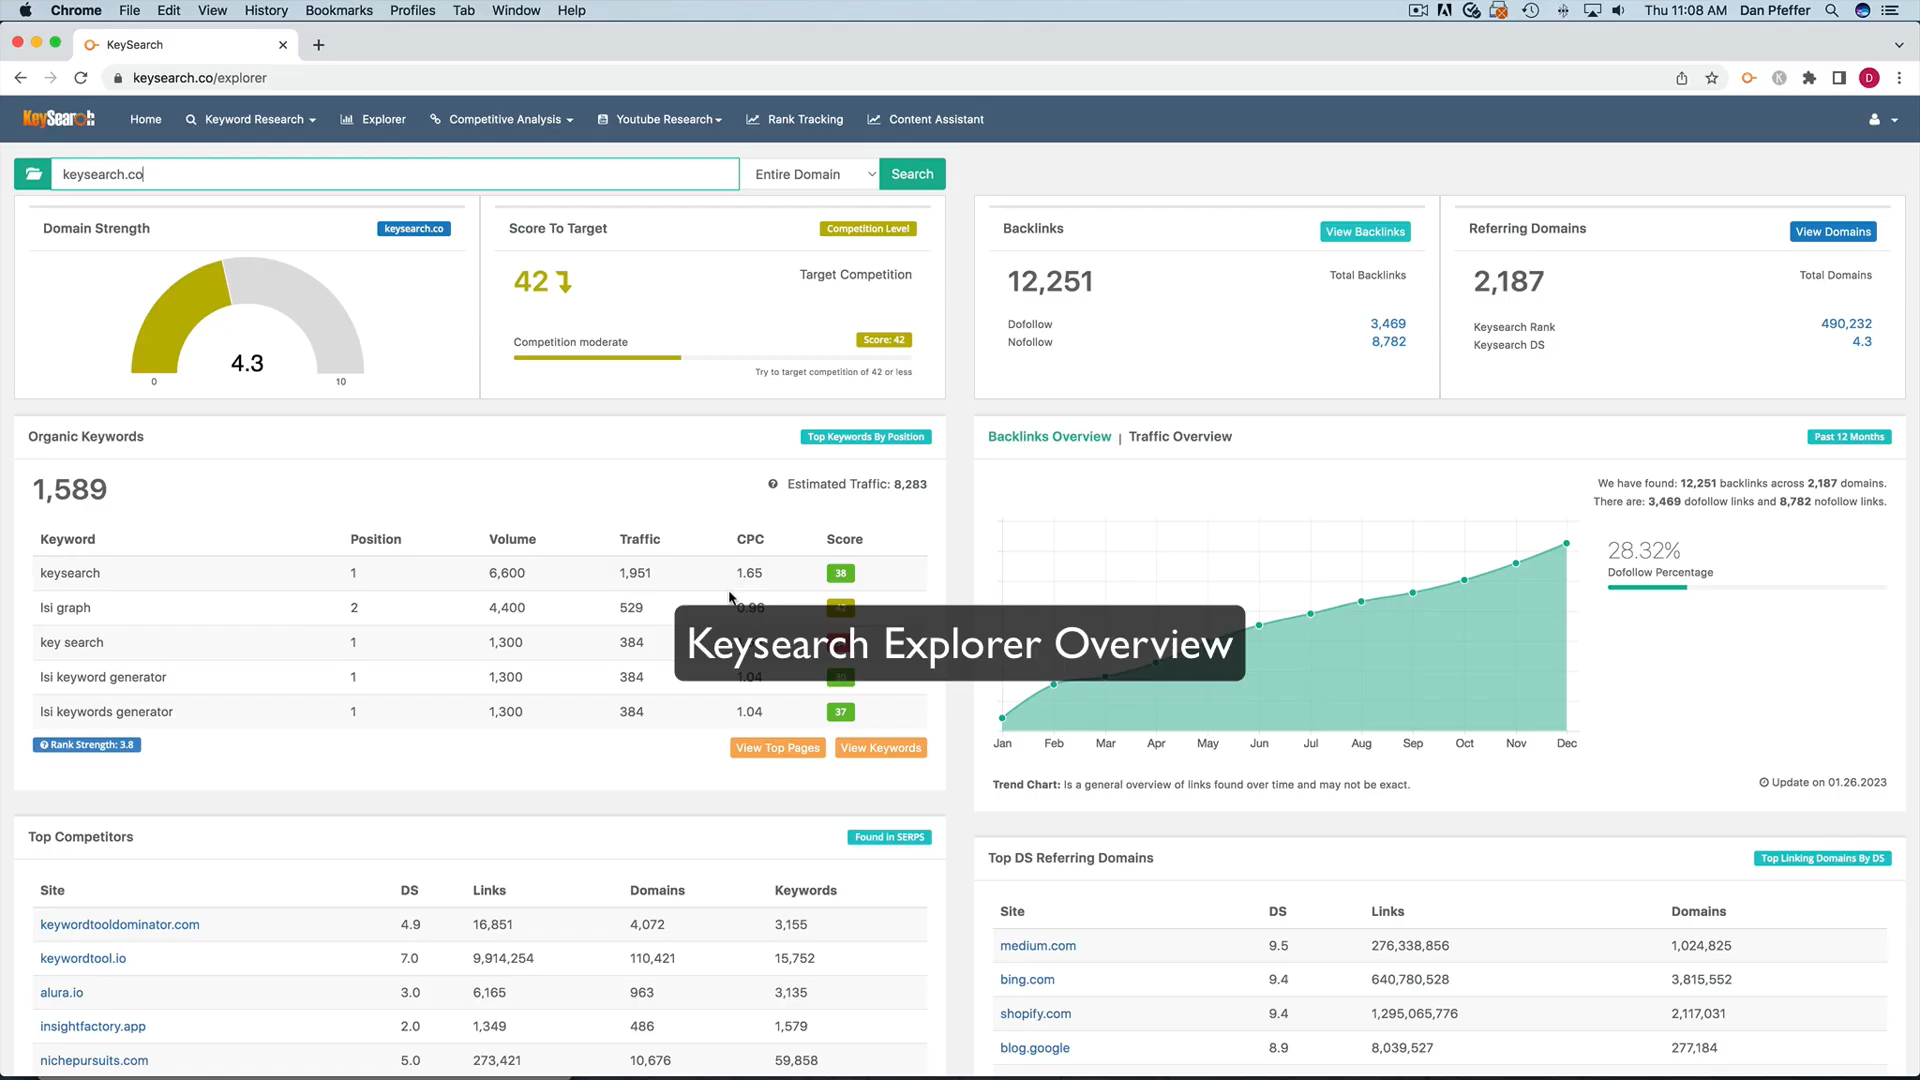 Chrome File Edit View History Bookmarks Profiles Tab Window Help
Thu 11:08 AM Dan Pfeffer
KeySearch
keysearch.co/explorer
D
KeySearch Home Keyword Research Explorer Competitive Analysis Youtube Research Rank Tracking Content Assistant
keysearch.co Entire Domain Search
Domain Strength keysearch.co
4.3
0 10
Score To Target Competition Level
42 Target Competition
Competition moderate Score: 42
Try to target competition of 42 or less
Backlinks View Backlinks
12,251 Total Backlinks
Dofollow 3,469
Nofollow 8,782
Referring Domains View Domains
2,187 Total Domains
Keysearch Rank 490,232
Keysearch DS 4.3
Organic Keywords Top Keywords By Position
1,589 Estimated Traffic: 8,283
Keyword Position Volume Traffic CPC Score
keysearch 1 6,600 1,951 1.65 38
lsi graph 2 4,400 529 0.96
key search 1 1,300 384
lsi keyword generator 1 1,300 384 1.04
lsi keywords generator 1 1,300 384 1.04 37
Rank Strength: 3.8 View Top Pages View Keywords
Keysearch Explorer Overview
Backlinks Overview | Traffic Overview Past 12 Months
We have found: 12,251 backlinks across 2,187 domains.
There are: 3,469 dofollow links and 8,782 nofollow links.
28.32%
Dofollow Percentage
Jan Feb Mar Apr May Jun Jul Aug Sep Oct Nov Dec
Trend Chart: Is a general overview of links found over time and may not be exact. Update on 01.26.2023
Top Competitors Found in SERPS
Site DS Links Domains Keywords
keywordtooldominator.com 4.9 16,851 4,072 3,155
keywordtool.io 7.0 9,914,254 110,421 15,752
alura.io 3.0 6,165 963 3,135
insightfactory.app 2.0 1,349 486 1,579
nichepursuits.com 5.0 273,421 10,676 59,858
Top DS Referring Domains Top Linking Domains By DS
Site DS Links Domains
medium.com 9.5 276,338,856 1,024,825
bing.com 9.4 640,780,528 3,815,552
shopify.com 9.4 1,295,065,776 2,117,031
blog.google 8.9 8,039,527 277,184